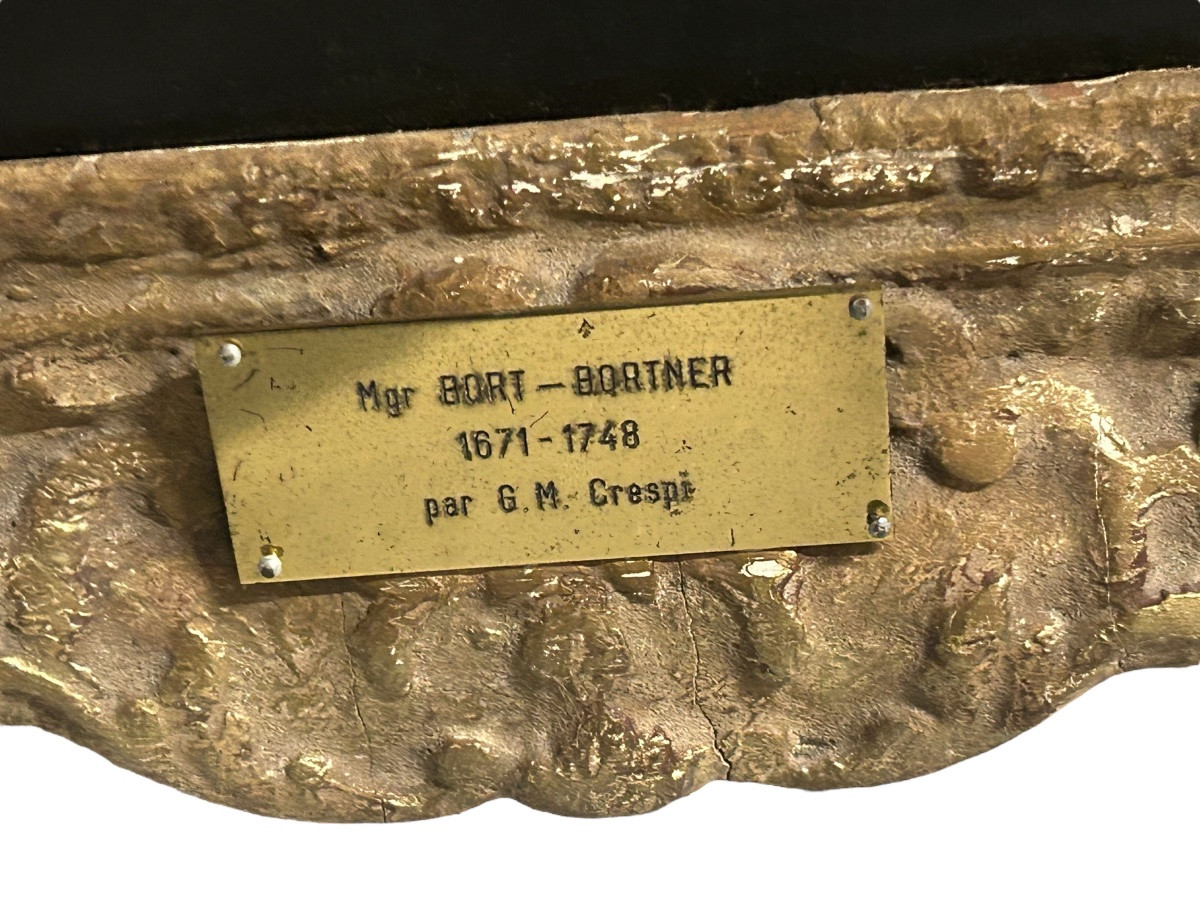 Mgr BORT - BORTNER
1671 - 1748
par G. M. Crespi